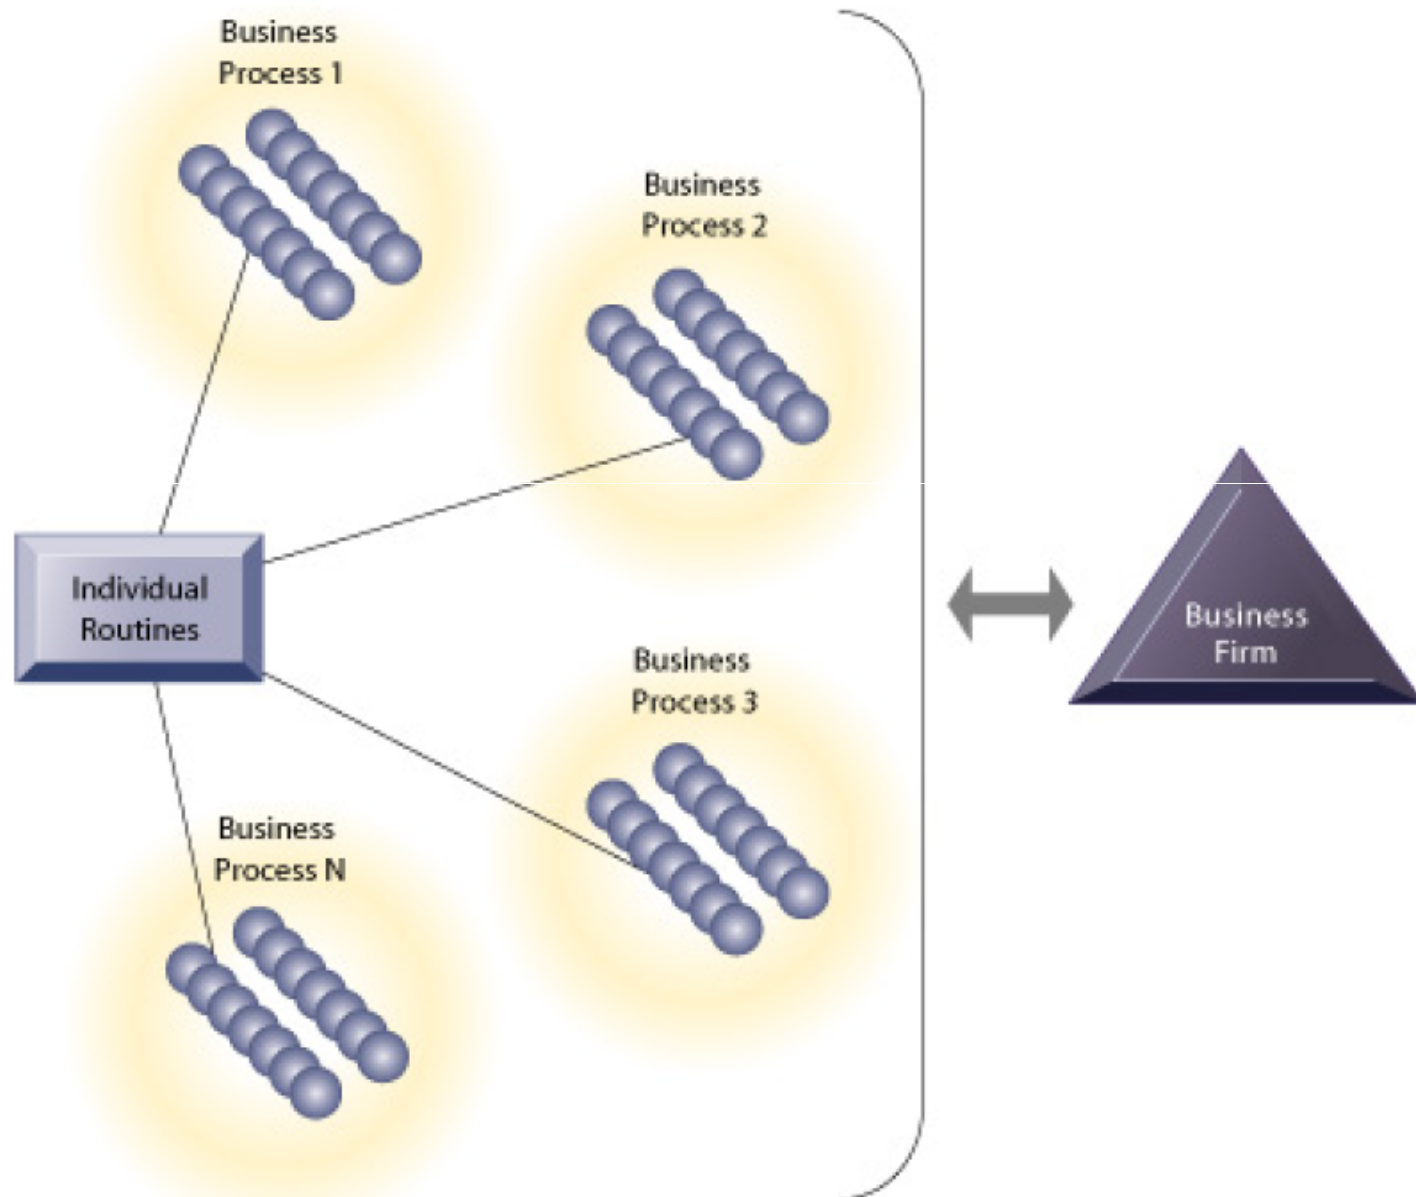 Business
Process 1
Business
Process 2
Individual
Routines
Business
Firm
Business
Process 3
Business
Process N